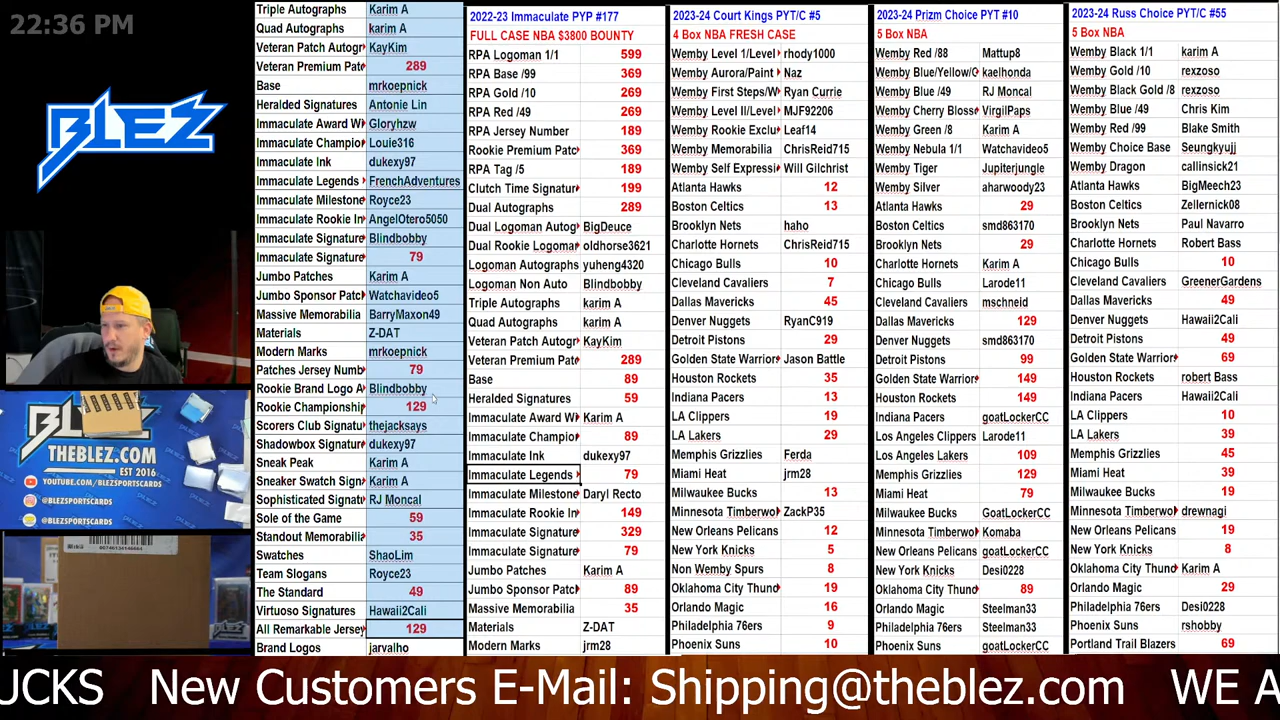 22:36 PM
BLEZ
BLEZ
THEBLEZ.COM
EST 2016
YOUTUBE.COM/BLEZSPORTSCARDS
@BLEZSPORTSCARDS
@BLEZSPORTSCARDS
Triple Autographs Karim A
Quad Autographs karim A
Veteran Patch Autogr KayKim
Veteran Premium Pat 289
Base mrkoepnick
Heralded Signatures Antonie Lin
Immaculate Award Wi Gloryhzw
Immaculate Champio Louie316
Immaculate Ink dukexy97
Immaculate Legends FrenchAdventures
Immaculate Milestone Royce23
Immaculate Rookie In AngelOtero5050
Immaculate Signature Blindbobby
Immaculate Signature 79
Jumbo Patches Karim A
Jumbo Sponsor Patc Watchavideo5
Massive Memorabilia BarryMaxon49
Materials Z-DAT
Modern Marks mrkoepnick
Patches Jersey Numb 79
Rookie Brand Logo A Blindbobby
Rookie Championship 129
Scorers Club Signatu thejacksays
Shadowbox Signatur dukexy97
Sneak Peak Karim A
Sneaker Swatch Sign Karim A
Sophisticated Signat RJ Moncal
Sole of the Game 59
Standout Memorabili 35
Swatches ShaoLim
Team Slogans Royce23
The Standard 49
Virtuoso Signatures Hawaii2Cali
All Remarkable Jersey 129
Brand Logos jarvalho
2022-23 Immaculate PYP #177
FULL CASE NBA $3800 BOUNTY
RPA Logoman 1/1 599
RPA Base /99 369
RPA Gold /10 269
RPA Red /49 269
RPA Jersey Number 189
Rookie Premium Patc 369
RPA Tag /5 189
Clutch Time Signatur 199
Dual Autographs 289
Dual Logoman Autog BigDeuce
Dual Rookie Logomar oldhorse3621
Logoman Autographs yuheng4320
Logoman Non Auto Blindbobby
Triple Autographs karim A
Quad Autographs karim A
Veteran Patch Autogr KayKim
Veteran Premium Pat 289
Base 89
Heralded Signatures 59
Immaculate Award Wi Karim A
Immaculate Champio 89
Immaculate Ink dukexy97
Immaculate Legends 79
Immaculate Milestone Daryl Recto
Immaculate Rookie In 149
Immaculate Signature 329
Immaculate Signature 79
Jumbo Patches Karim A
Jumbo Sponsor Patc 89
Massive Memorabilia 35
Materials Z-DAT
Modern Marks jrm28
2023-24 Court Kings PYT/C #5
4 Box NBA FRESH CASE
Wemby Level 1/Level rhody1000
Wemby Aurora/Paint Naz
Wemby First Steps/W Ryan Currie
Wemby Level II/Level MJF92206
Wemby Rookie Exclu Leaf14
Wemby Memorabilia ChrisReid715
Wemby Self Expressi Will Gilchrist
Atlanta Hawks 12
Boston Celtics 13
Brooklyn Nets haho
Charlotte Hornets ChrisReid715
Chicago Bulls 10
Cleveland Cavaliers 7
Dallas Mavericks 45
Denver Nuggets RyanC919
Detroit Pistons 29
Golden State Warrior Jason Battle
Houston Rockets 35
Indiana Pacers 13
LA Clippers 19
LA Lakers 29
Memphis Grizzlies Ferda
Miami Heat jrm28
Milwaukee Bucks 13
Minnesota Timberwo ZackP35
New Orleans Pelicans 12
New York Knicks 5
Non Wemby Spurs 8
Oklahoma City Thund 19
Orlando Magic 16
Philadelphia 76ers 9
Phoenix Suns 10
2023-24 Prizm Choice PYT #10
5 Box NBA
Wemby Red /88 Mattup8
Wemby Blue/Yellow/G kaelhonda
Wemby Blue /49 RJ Moncal
Wemby Cherry Bloss VirgilPaps
Wemby Green /8 Karim A
Wemby Nebula 1/1 Watchavideo5
Wemby Tiger Jupiterjungle
Wemby Silver aharwoody23
Atlanta Hawks 29
Boston Celtics smd863170
Brooklyn Nets 29
Charlotte Hornets Karim A
Chicago Bulls Larode11
Cleveland Cavaliers mschneid
Dallas Mavericks 129
Denver Nuggets smd863170
Detroit Pistons 99
Golden State Warrior 149
Houston Rockets 149
Indiana Pacers goatLockerCC
Los Angeles Clippers Larode11
Los Angeles Lakers 109
Memphis Grizzlies 129
Miami Heat 79
Milwaukee Bucks GoatLockerCC
Minnesota Timberwo Komaba
New Orleans Pelicans goatLockerCC
New York Knicks Desi0228
Oklahoma City Thund 89
Orlando Magic Steelman33
Philadelphia 76ers Steelman33
Phoenix Suns goatLockerCC
2023-24 Russ Choice PYT/C #55
5 Box NBA
Wemby Black 1/1 karim A
Wemby Gold /10 rexzoso
Wemby Black Gold /8 rexzoso
Wemby Blue /49 Chris Kim
Wemby Red /99 Blake Smith
Wemby Choice Base Seungkyujj
Wemby Dragon callinsick21
Atlanta Hawks BigMeech23
Boston Celtics Zellernick08
Brooklyn Nets Paul Navarro
Charlotte Hornets Robert Bass
Chicago Bulls 10
Cleveland Cavaliers GreenerGardens
Dallas Mavericks 49
Denver Nuggets Hawaii2Cali
Detroit Pistons 49
Golden State Warrior 69
Houston Rockets robert Bass
Indiana Pacers Hawaii2Cali
LA Clippers 10
LA Lakers 39
Memphis Grizzlies 45
Miami Heat 39
Milwaukee Bucks 19
Minnesota Timberwo drewnagi
New Orleans Pelicans 19
New York Knicks 8
Oklahoma City Thund Karim A
Orlando Magic 29
Philadelphia 76ers Desi0228
Phoenix Suns rshobby
Portland Trail Blazers 69
JCKS New Customers E-Mail: Shipping@theblez.com WE A